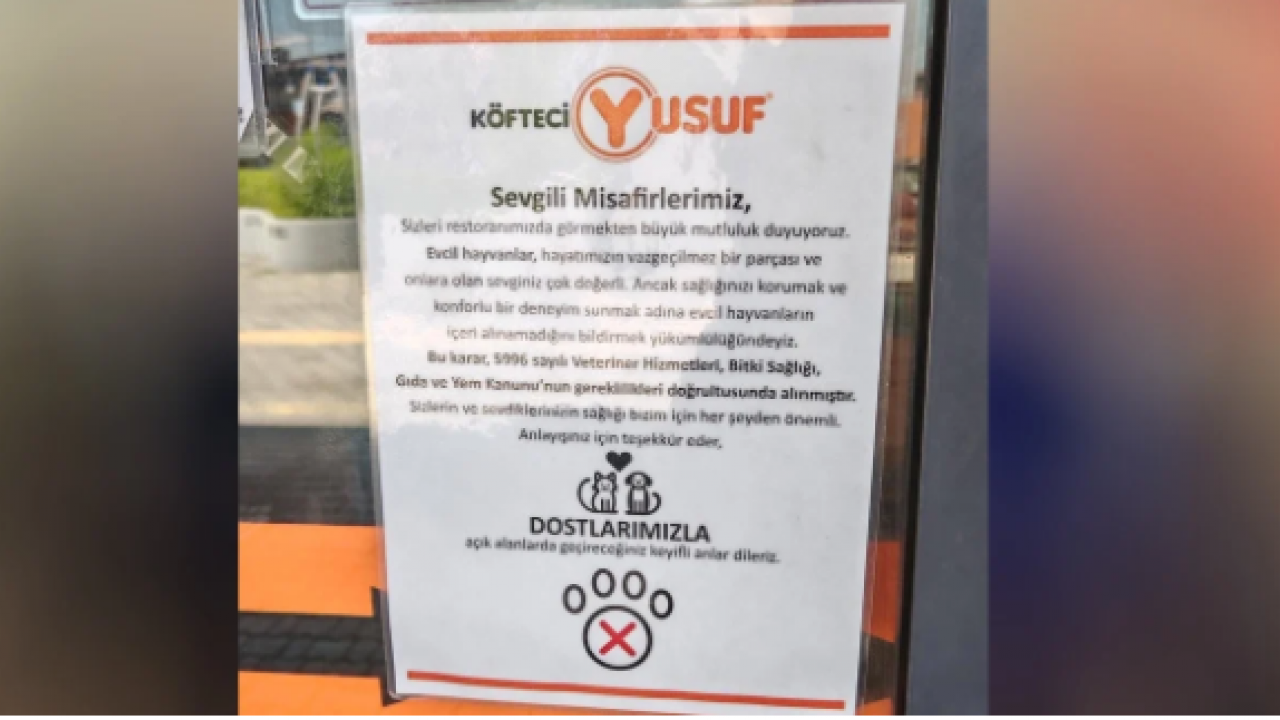 KÖFTECİ YUSUF
Sevgili Misafirlerimiz,
Sizleri restoranımızda görmekten büyük mutluluk duyuyoruz.
Evcil hayvanlar, hayatımızın vazgeçilmez bir parçası ve
onlara olan sevginiz çok değerli. Ancak sağlığınızı korumak ve
konforlu bir deneyim sunmak adına evcil hayvanların
içeri alınamadığını bildirmek yükümlülüğündeyiz.
Bu karar, 5996 sayılı Veteriner Hizmetleri, Bitki Sağlığı,
Gıda ve Yem Kanunu'nun gereklilikleri doğrultusunda alınmıştır.
Sizlerin ve sevdiklerinizin sağlığı bizim için her şeyden önemli.
Anlayışınız için teşekkür eder,
DOSTLARIMIZLA
açık alanlarda geçireceğiniz keyifli anlar dileriz.